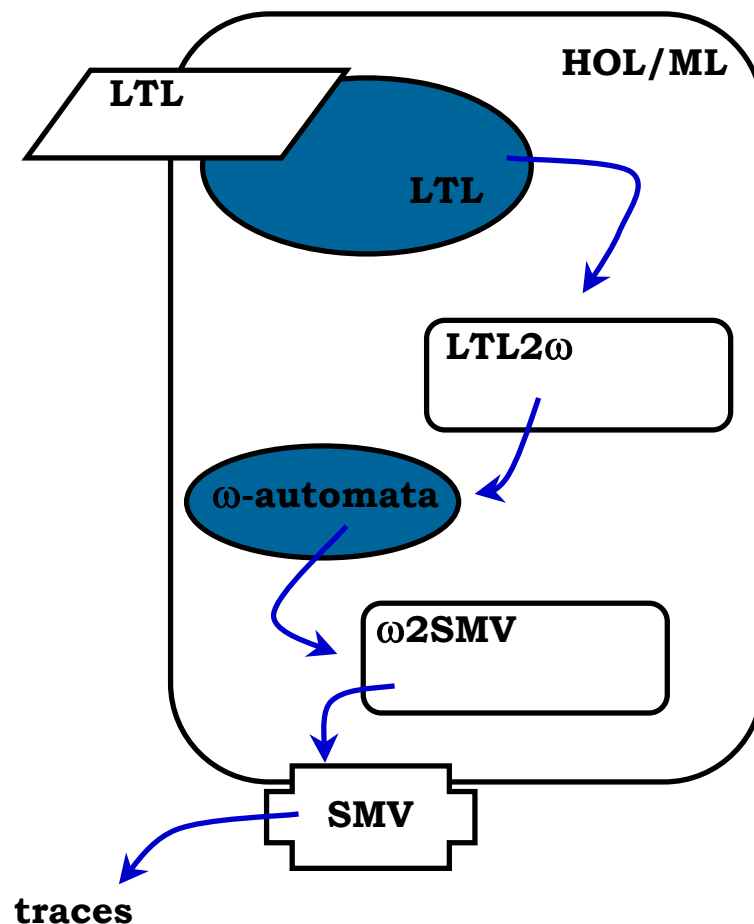 HOL/ML
LTL
LTL
LTL2ω
ω-automata
ω2SMV
SMV
traces